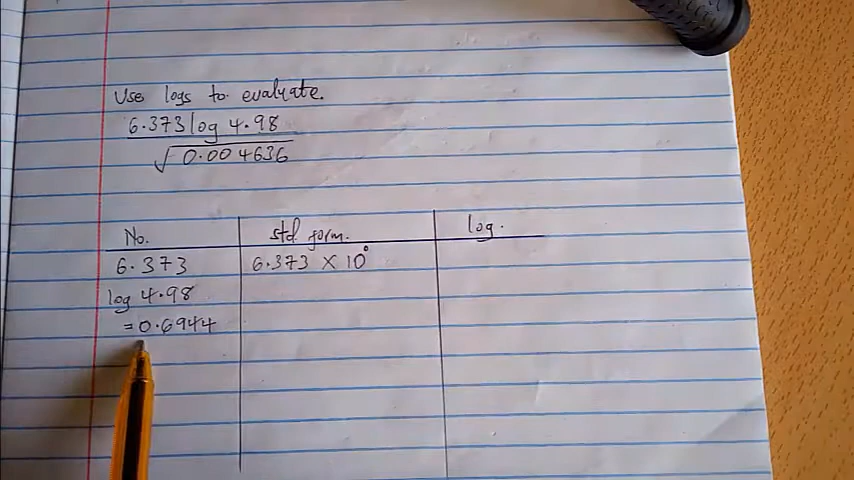 Use logs to evaluate.
6.373 log 4.98
√0.004636
No. std form. log.
6.373 6.373 × 10⁰
log 4.98
= 0.6944